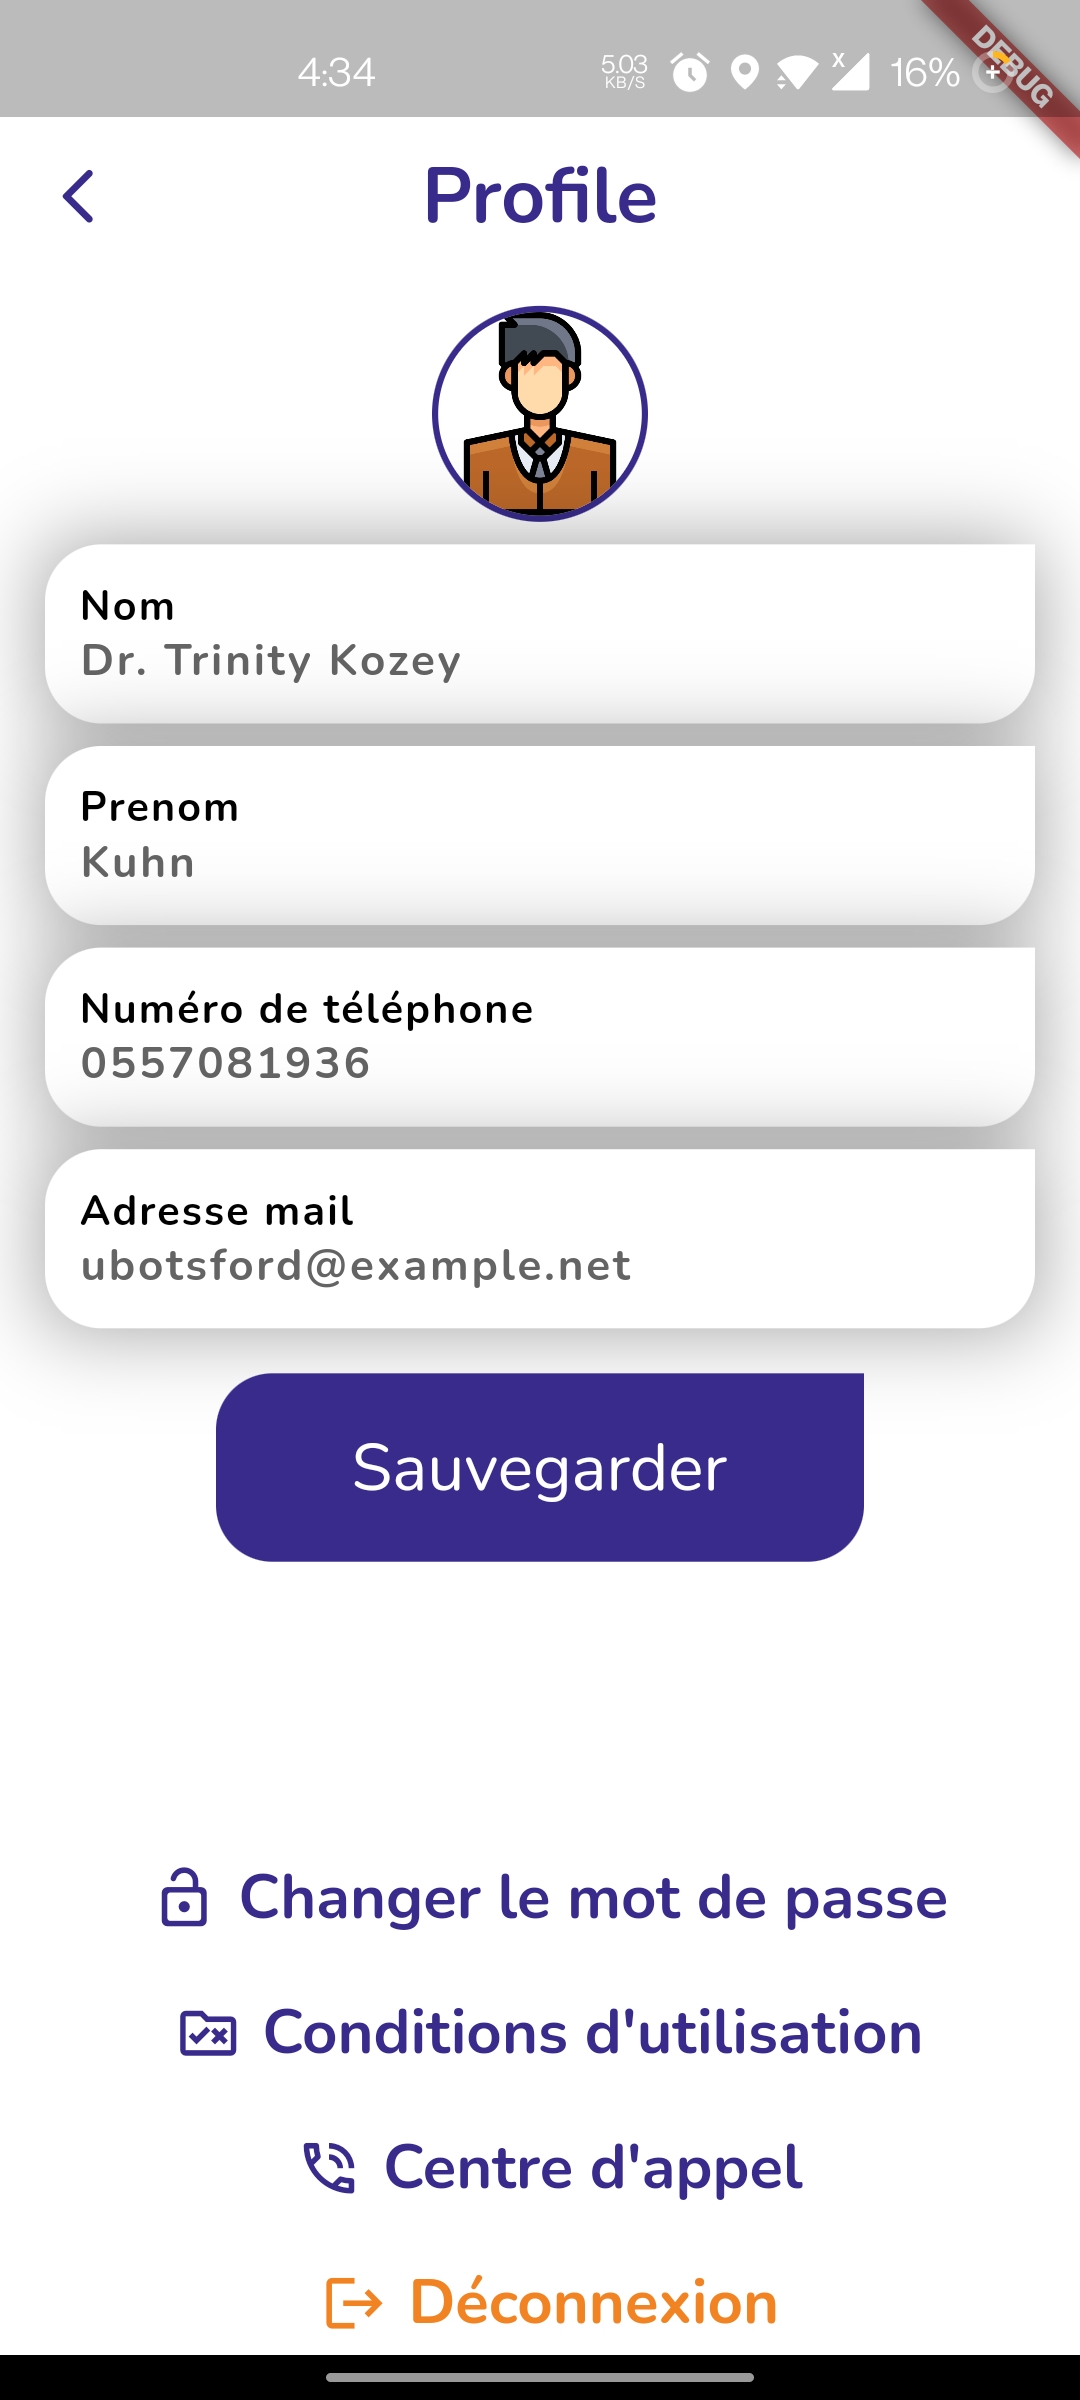 4:34
5.03
KB/S
X
16%
DEBUG
Profile
Nom
Dr. Trinity Kozey
Prenom
Kuhn
Numéro de téléphone
0557081936
Adresse mail
ubotsford@example.net
Sauvegarder
Changer le mot de passe
Conditions d'utilisation
Centre d'appel
Déconnexion